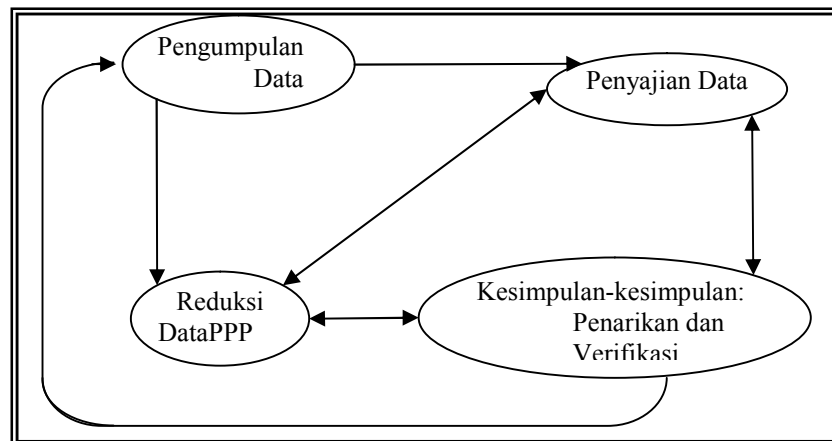 Pengumpulan
Data
Penyajian Data
Reduksi
DataPPP
Kesimpulan-kesimpulan:
Penarikan dan
Verifikasi